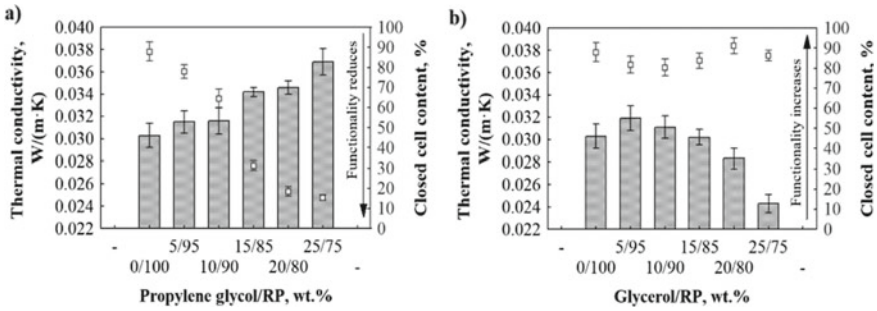 a)
Thermal conductivity,
W/(m·K)
0.040
0.038
0.036
0.034
0.032
0.030
0.028
0.026
0.024
0.022
100
90
80
70
60
50
40
30
20
10
0
Functionality reduces
Closed cell content, %
- 5/95 15/85 25/75
0/100 10/90 20/80 -
Propylene glycol/RP, wt.%
b)
Thermal conductivity,
W/(m·K)
0.040
0.038
0.036
0.034
0.032
0.030
0.028
0.026
0.024
0.022
100
90
80
70
60
50
40
30
20
10
0
Functionality increases
Closed cell content, %
- 5/95 15/85 25/75
0/100 10/90 20/80 -
Glycerol/RP, wt.%